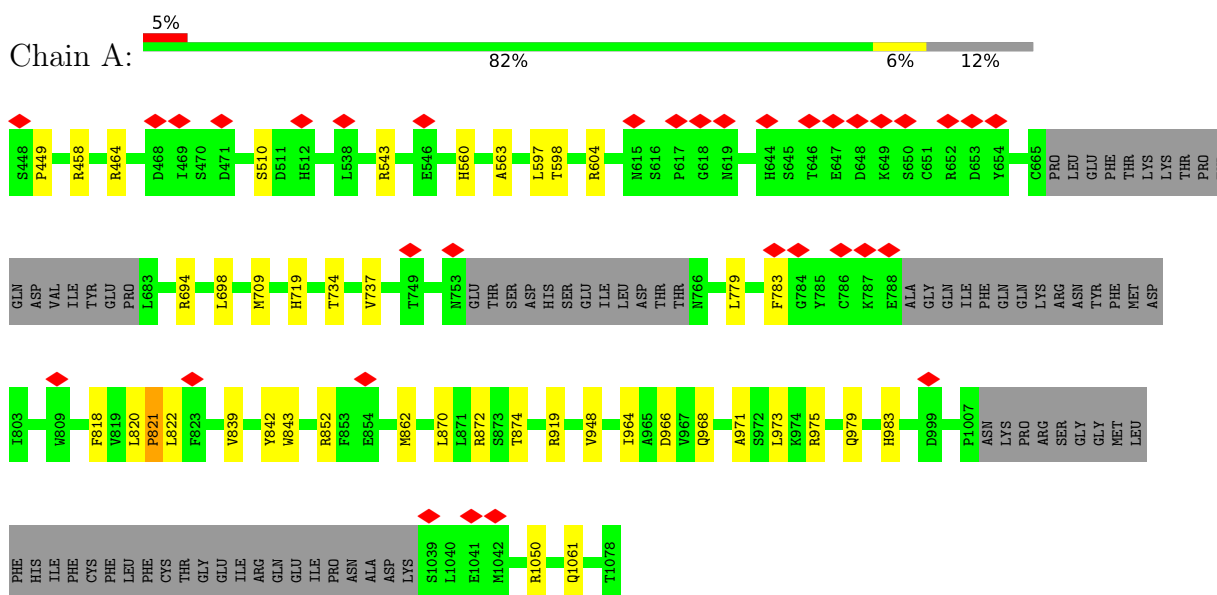 5%
Chain A:
82% 6% 12%
S448 P449 R458 R464 D468 I469 S470 D471 S510 D511 H512 L538 R543 E546 H560 A563 L597 T598 R604 N615 S616 P617 G618 N619 H644 S645 T646 E647 D648 K649 S650 C651 R652 D653 Y654 C665 PRO LEU GLU PHE THR LYS LYS THR PRO
GLN ASP VAL ILE TYR GLU PRO L683 R694 L698 M709 H719 T734 V737 T749 N753 GLU THR SER ASP HIS SER GLU ILE LEU ASP THR THR N766 L779 F783 G784 Y785 C786 K787 E788 ALA GLY GLN ILE PHE GLN GLN LYS ARG ASN TYR PHE MET ASP
I803 W809 F818 V819 L820 P821 L822 F823 V839 Y842 W843 R852 F853 E854 M862 L870 L871 R872 S873 T874 R919 V948 I964 A965 D966 V967 Q968 A971 S972 L973 K974 R975 Q979 H983 D999 P1007 ASN LYS PRO ARG SER GLY GLY MET LEU
PHE HIS ILE PHE CYS PHE LEU PHE CYS THR GLY GLU ILE ARG GLN GLU ILE PRO ASN ALA ASP LYS S1039 L1040 E1041 M1042 R1050 Q1061 T1078